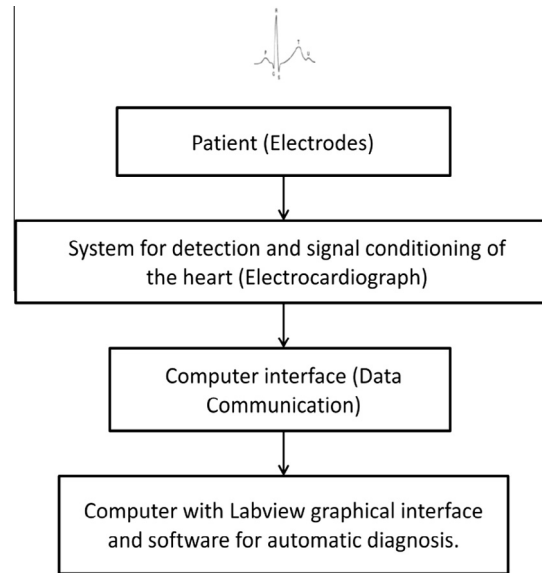 R
P
T
U
Q
S
Patient (Electrodes)
System for detection and signal conditioning of
the heart (Electrocardiograph)
Computer interface (Data
Communication)
Computer with Labview graphical interface
and software for automatic diagnosis.